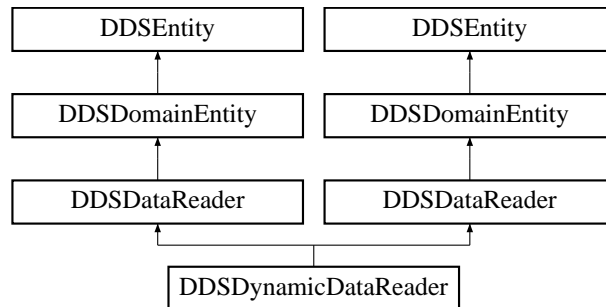 DDSEntity DDSEntity
DDSDomainEntity DDSDomainEntity
DDSDataReader DDSDataReader
DDSDynamicDataReader